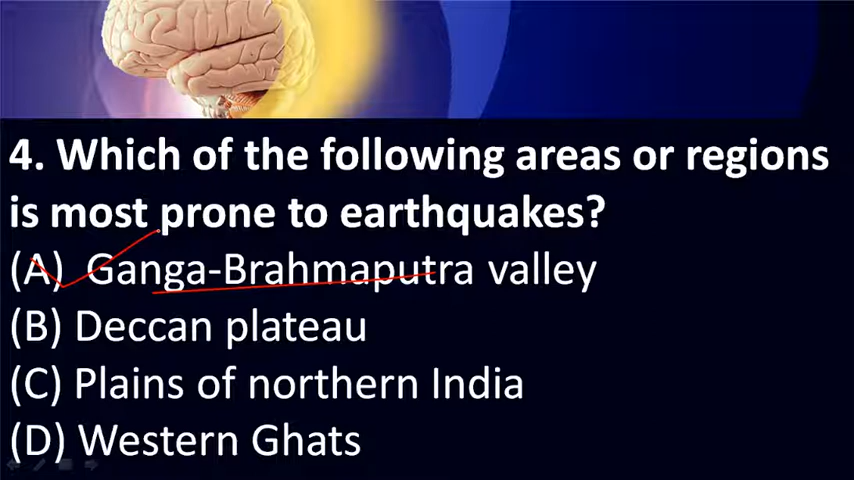 4. Which of the following areas or regions
is most prone to earthquakes?
(A) Ganga-Brahmaputra valley
(B) Deccan plateau
(C) Plains of northern India
(D) Western Ghats